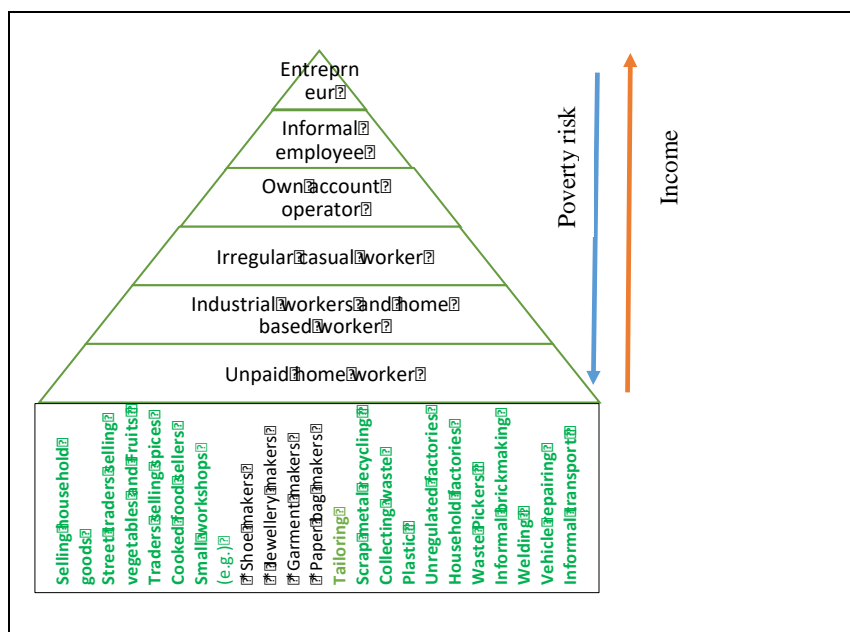 Entreprn
eur
Informal
employee
Own account
operator
Irregular casual worker
Industrial workers and home
based worker
Unpaid home worker
Poverty risk
Income
Selling household
goods
Street traders selling
vegetables and Fruits
Traders selling spices
Cooked food sellers
Small workshops
(e.g.)
*Shoe makers
*Jewellery makers
*Garment makers
*Paper bag makers
Tailoring
Scrap metal recycling
Collecting waste
Plastic
Unregulated factories
Household factories
Waste Pickers
Informal brickmaking
Welding
Vehicle repairing
Informal transport